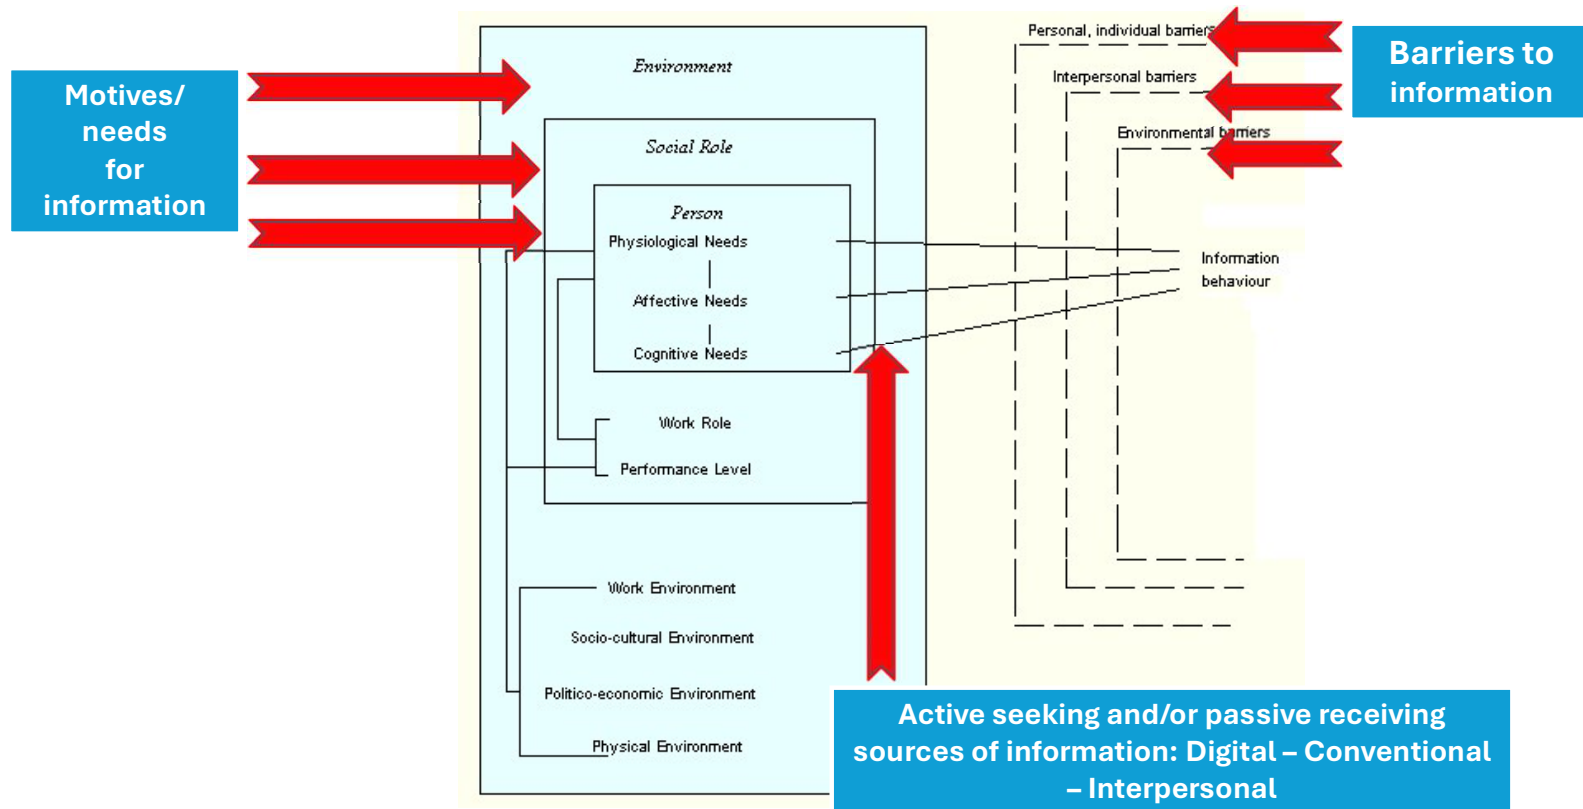 Motives/
needs
for
information
Environment
Social Role
Person
Physiological Needs
Affective Needs
Cognitive Needs
Work Role
Performance Level
Work Environment
Socio-cultural Environment
Politico-economic Environment
Physical Environment
Personal, individual barriers
Interpersonal barriers
Environmental barriers
Barriers to
information
Information
behaviour
Active seeking and/or passive receiving
sources of information: Digital – Conventional
– Interpersonal